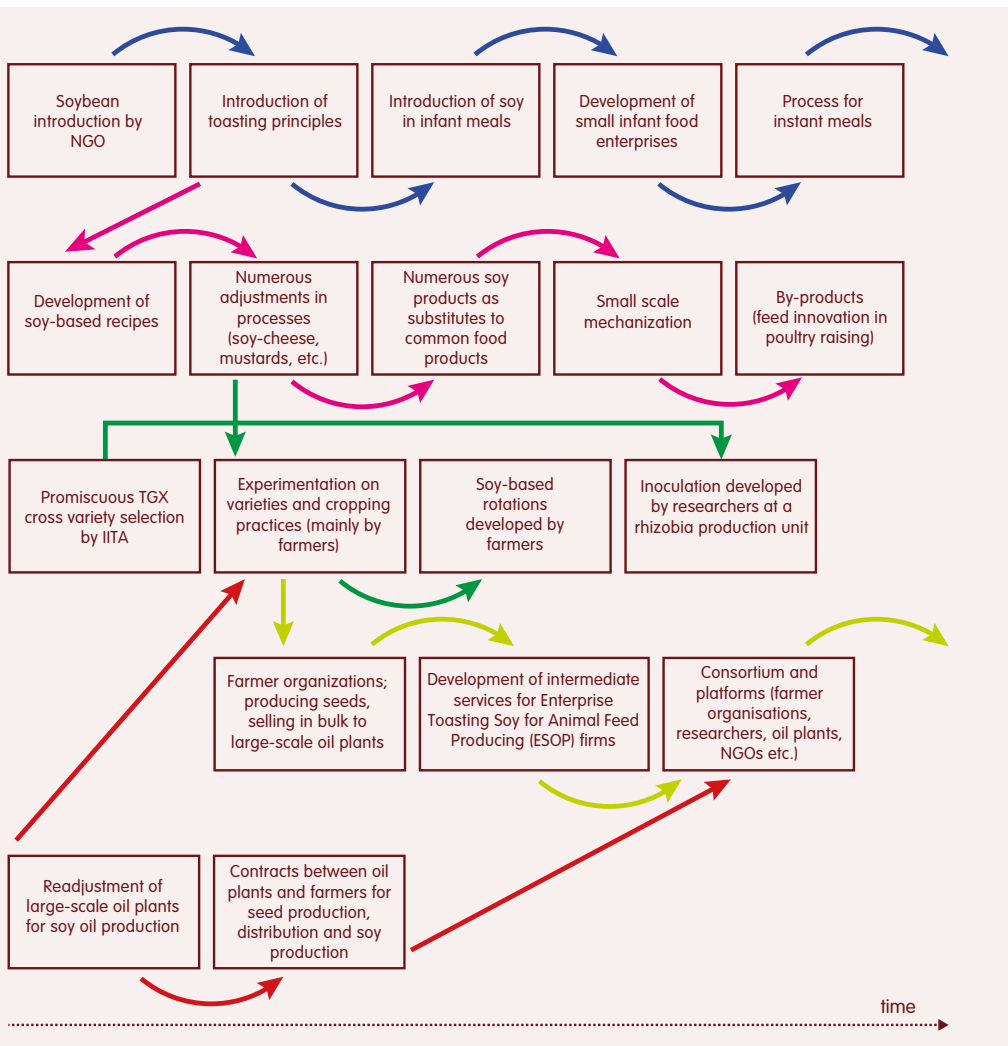 Soybean
introduction by
NGO
Introduction of
toasting principles
Introduction of soy
in infant meals
Development of
small infant food
enterprises
Process for
instant meals
Development of
soy-based recipes
Numerous
adjustments in
processes
(soy-cheese,
mustards, etc.)
Numerous soy
products as
substitutes to
common food
products
Small scale
mechanization
By-products
(feed innovation in
poultry raising)
Promiscuous TGX
cross variety selection
by IITA
Experimentation on
varieties and cropping
practices (mainly by
farmers)
Soy-based
rotations
developed by
farmers
Inoculation developed
by researchers at a
rhizobia production unit
Farmer organizations;
producing seeds,
selling in bulk to
large-scale oil plants
Development of intermediate
services for Enterprise
Toasting Soy for Animal Feed
Producing (ESOP) firms
Consortium and
platforms (farmer
organisations,
researchers, oil plants,
NGOs etc.)
Readjustment of
large-scale oil plants
for soy oil production
Contracts between oil
plants and farmers for
seed production,
distribution and soy
production
time